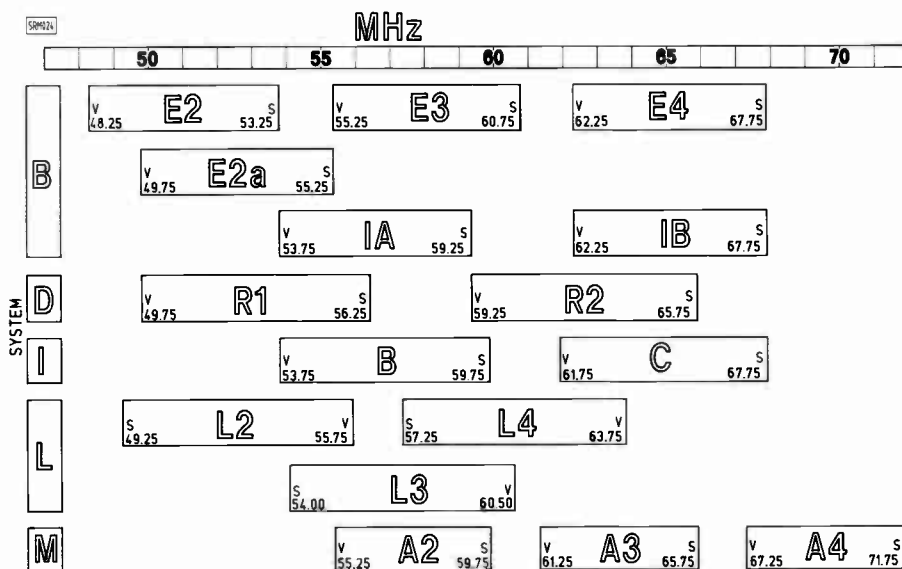 SRM024
MHz
50 55 60 65 70
SYSTEM
B
V 48.25 E2 S 53.25
V 55.25 E3 S 60.75
V 62.25 E4 S 67.75
V 49.75 E2a S 55.25
V 53.75 IA S 59.25
V 62.25 IB S 67.75
D
V 49.75 R1 S 56.25
V 59.25 R2 S 65.75
I
V 53.75 B S 59.75
V 61.75 C S 67.75
L
S 49.25 L2 V 55.75
S 57.25 L4 V 63.75
S 54.00 L3 V 60.50
M
V 55.25 A2 S 59.75
V 61.25 A3 S 65.75
V 67.25 A4 S 71.75